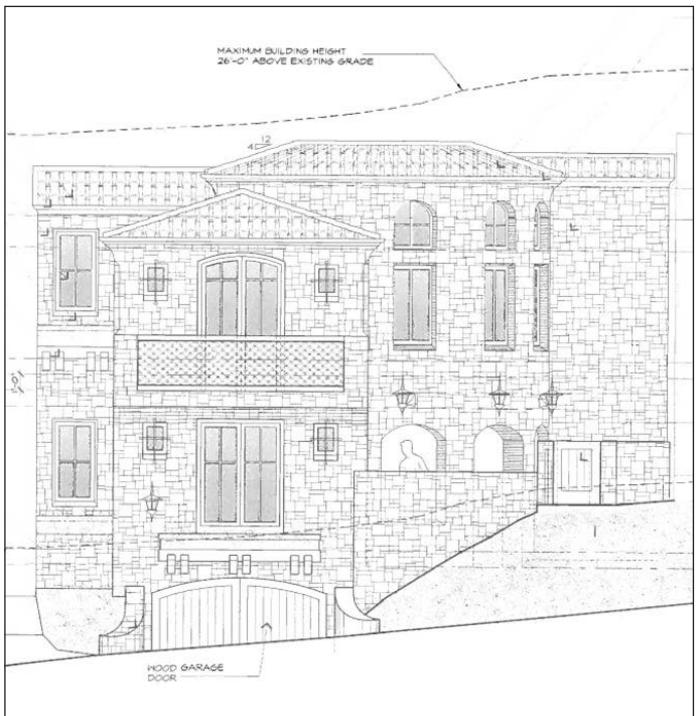 MAXIMUM BUILDING HEIGHT
26'-0" ABOVE EXISTING GRADE
12
4
WOOD GARAGE
DOOR